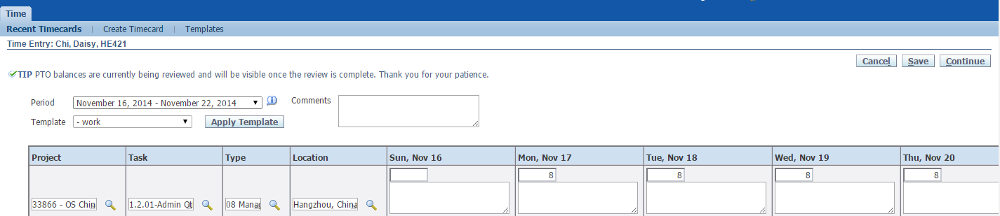 Time
Recent Timecards | Create Timecard | Templates
Time Entry: Chi, Daisy, HE421
Cancel Save Continue
TIP PTO balances are currently being reviewed and will be visible once the review is complete. Thank you for your patience.
Period November 16, 2014 - November 22, 2014 Comments
Template - work Apply Template
Project Task Type Location Sun, Nov 16 Mon, Nov 17 Tue, Nov 18 Wed, Nov 19 Thu, Nov 20
8 8 8 8
33866 - OS Chin 1.2.01-Admin Ot 08 Manag Hangzhou, China